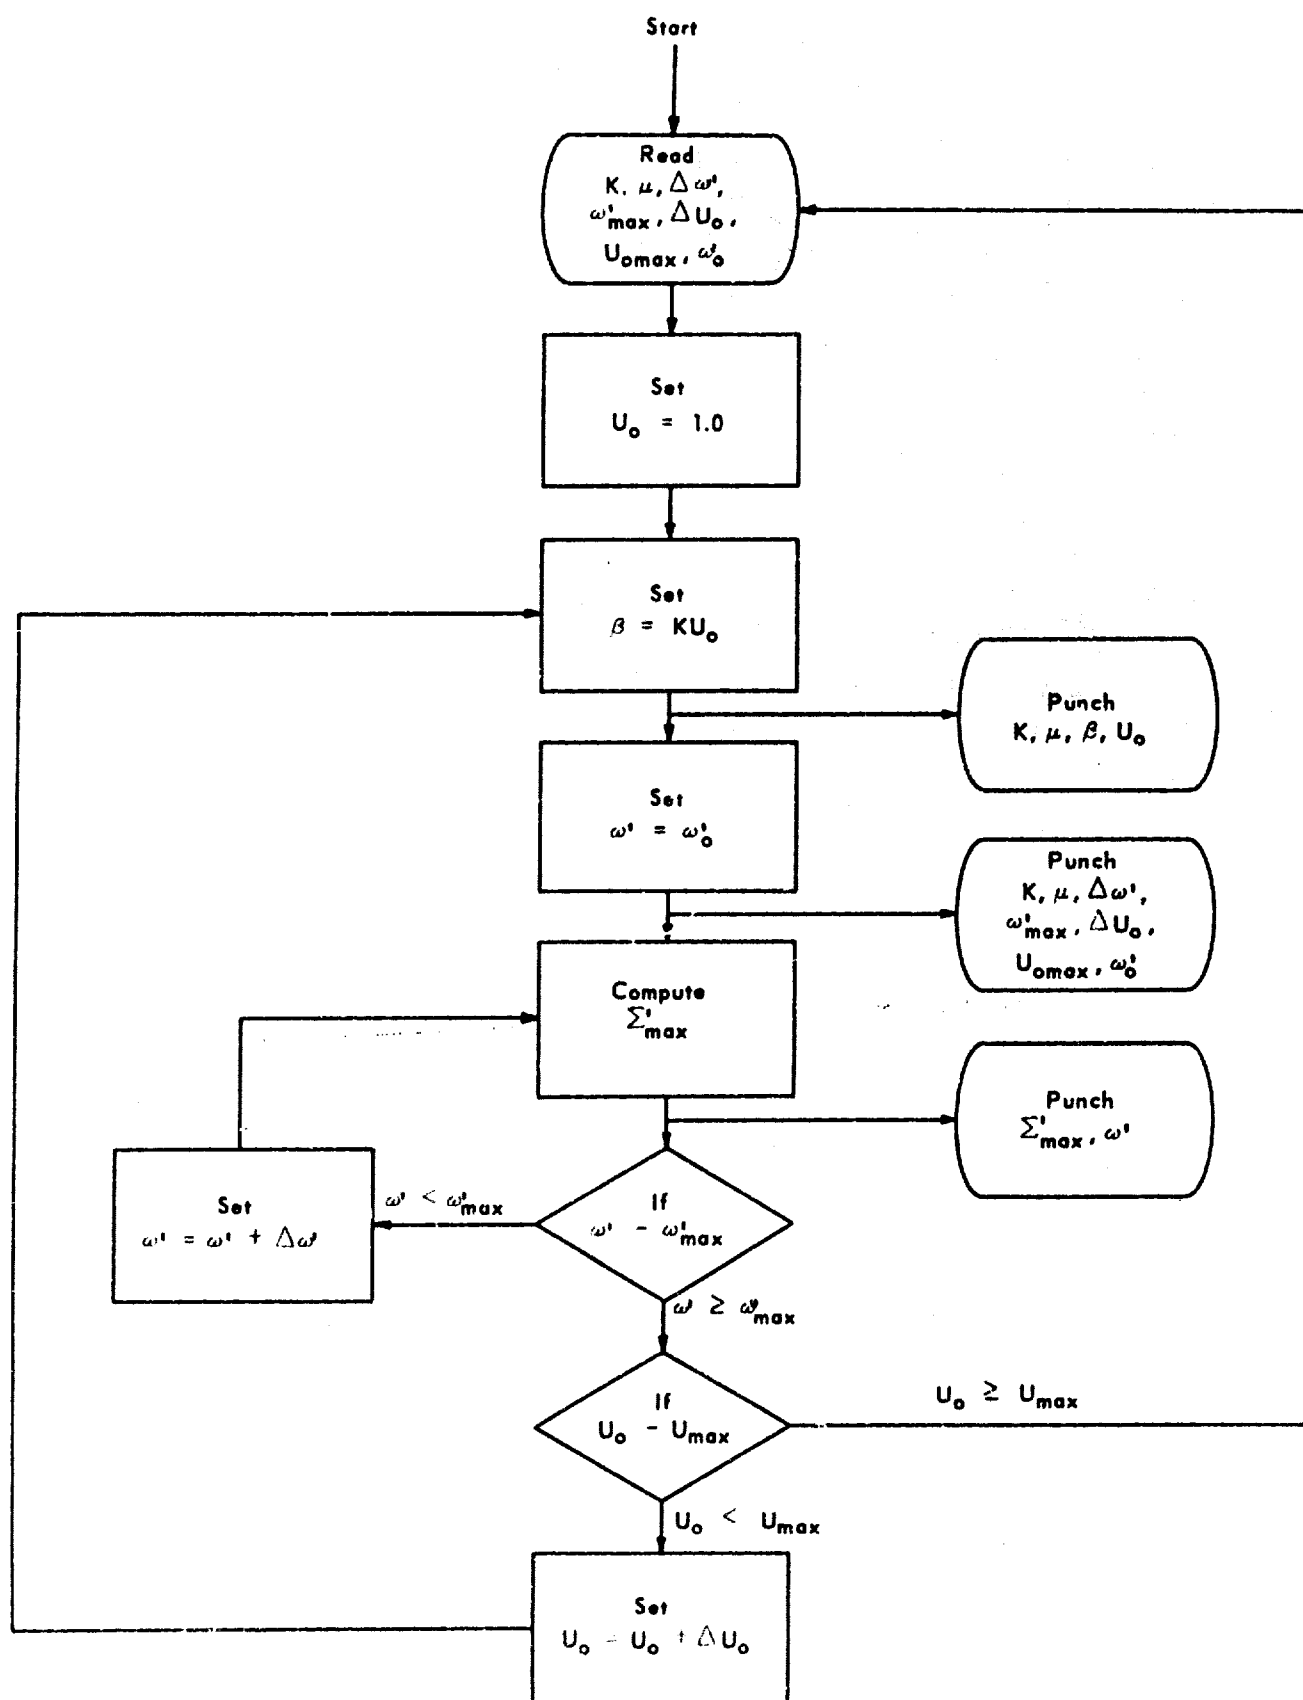 Start
Read
K, μ, Δω',
ω'max, ΔUo,
Uomax, ω'o
Set
Uo = 1.0
Set
β = KUo
Punch
K, μ, β, Uo
Set
ω' = ω'o
Punch
K, μ, Δω',
ω'max, ΔUo,
Uomax, ω'o
Compute
Σ'max
Punch
Σ'max, ω'
Set
ω' = ω' + Δω'
ω' < ω'max
If
ω' - ω'max
ω' ≥ ω'max
If
Uo - Umax
Uo ≥ Umax
Uo < Umax
Set
Uo = Uo + ΔUo